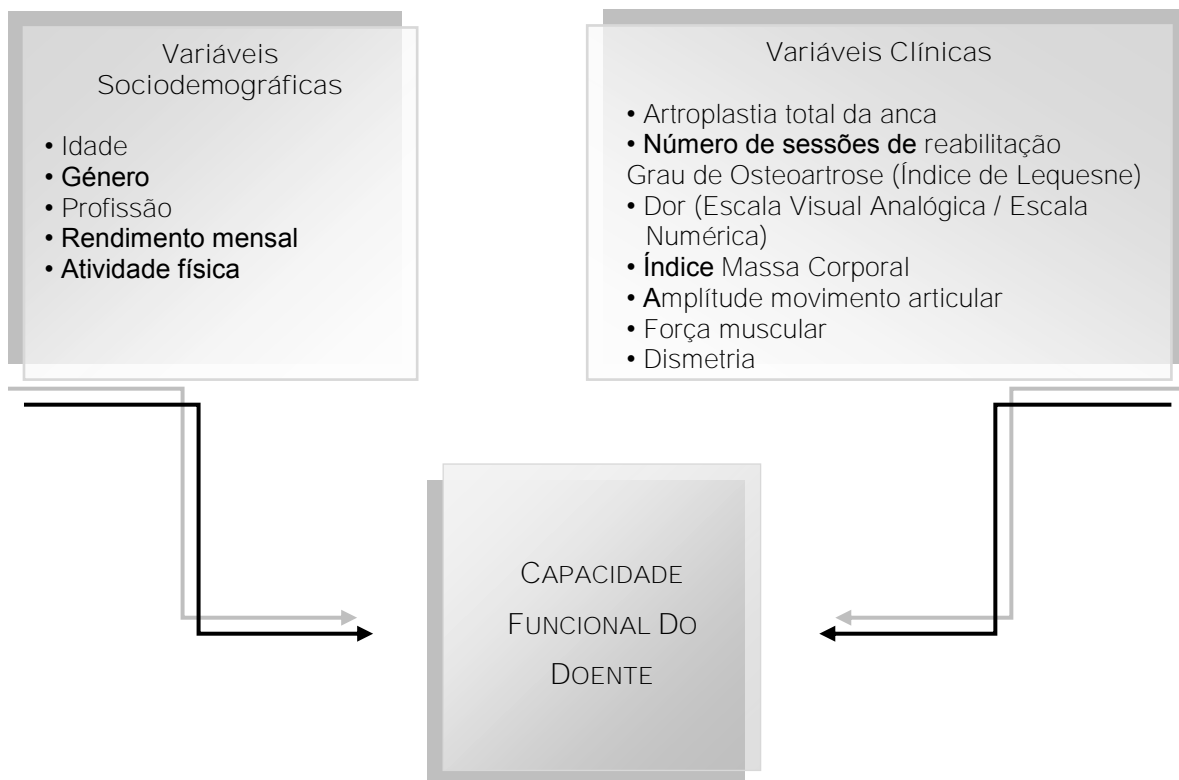 Variáveis
Sociodemográficas
• Idade
• Género
• Profissão
• Rendimento mensal
• Atividade física
Variáveis Clínicas
• Artroplastia total da anca
• Número de sessões de reabilitação
Grau de Osteoartrose (Índice de Lequesne)
• Dor (Escala Visual Analógica / Escala
Numérica)
• Índice Massa Corporal
• Amplítude movimento articular
• Força muscular
• Dismetria
CAPACIDADE
FUNCIONAL DO
DOENTE